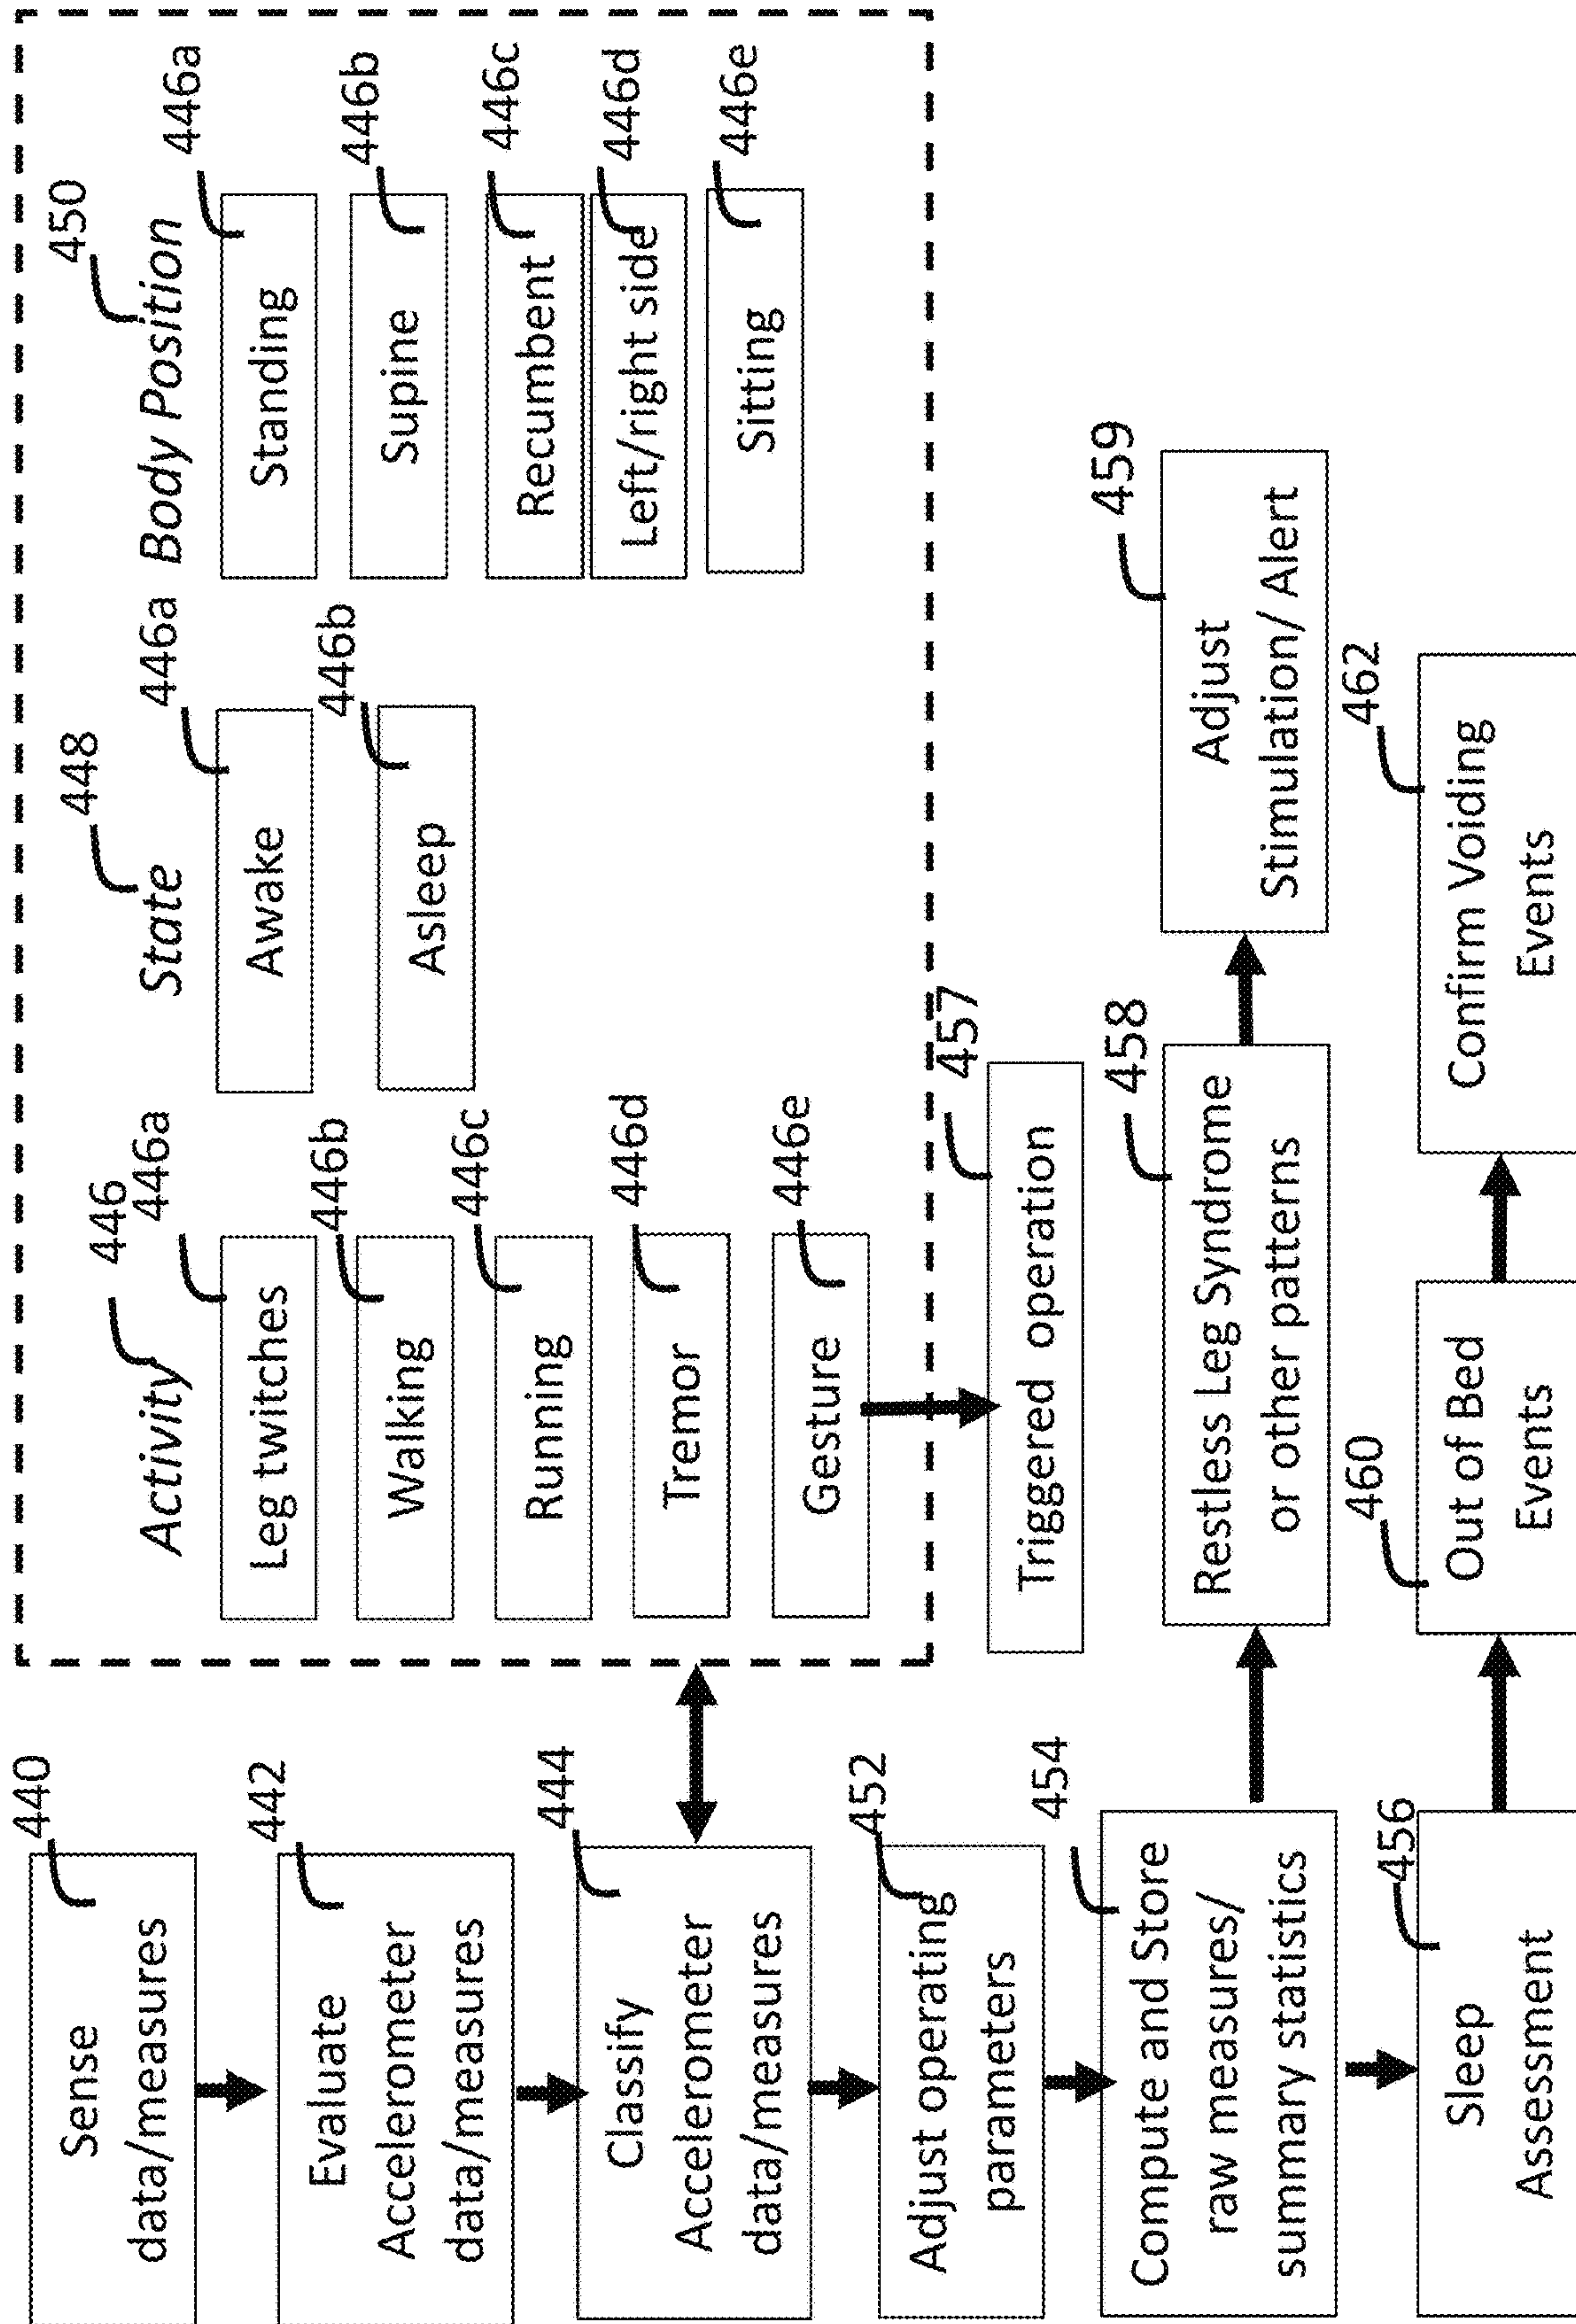 440
Sense
data/measures
442
Evaluate
Accelerometer
data/measures
444
Classify
Accelerometer
data/measures
452
Adjust operating
parameters
454
Compute and Store
raw measures/
summary statistics
456
Sleep
Assessment
446
Activity
446a
Leg twitches
446b
Walking
446c
Running
446d
Tremor
446e
Gesture
448
State
446a
Awake
446b
Asleep
450
Body Position
446a
Standing
446b
Supine
446c
Recumbent
446d
Left/right side
446e
Sitting
457
Triggered operation
458
Restless Leg Syndrome
or other patterns
459
Adjust
Stimulation/ Alert
460
Out of Bed
Events
462
Confirm Voiding
Events